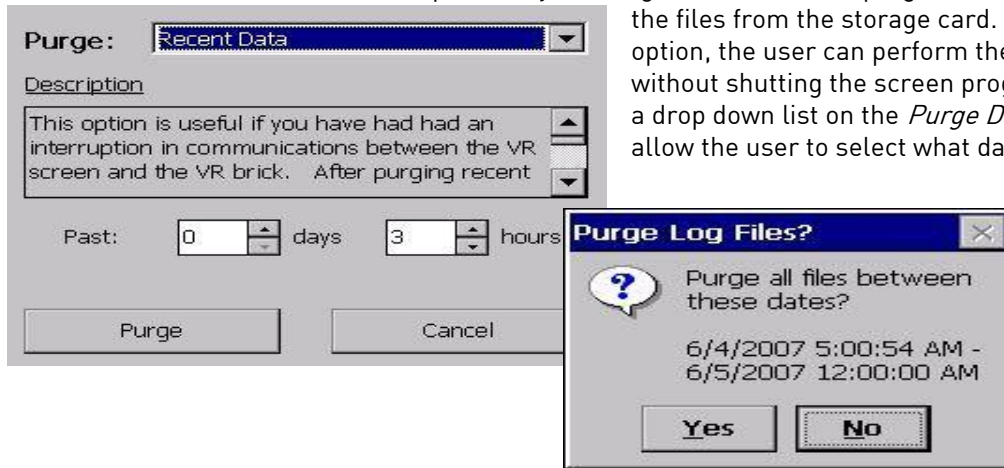 the files from the storage card.
option, the user can perform the
without shutting the screen prog
a drop down list on the Purge D
allow the user to select what da
Purge: Recent Data
Description
This option is useful if you have had had an
interruption in communications between the VR
screen and the VR brick. After purging recent
Past: 0 days 3 hours
Purge Cancel
Purge Log Files?
Purge all files between
these dates?
6/4/2007 5:00:54 AM -
6/5/2007 12:00:00 AM
Yes No